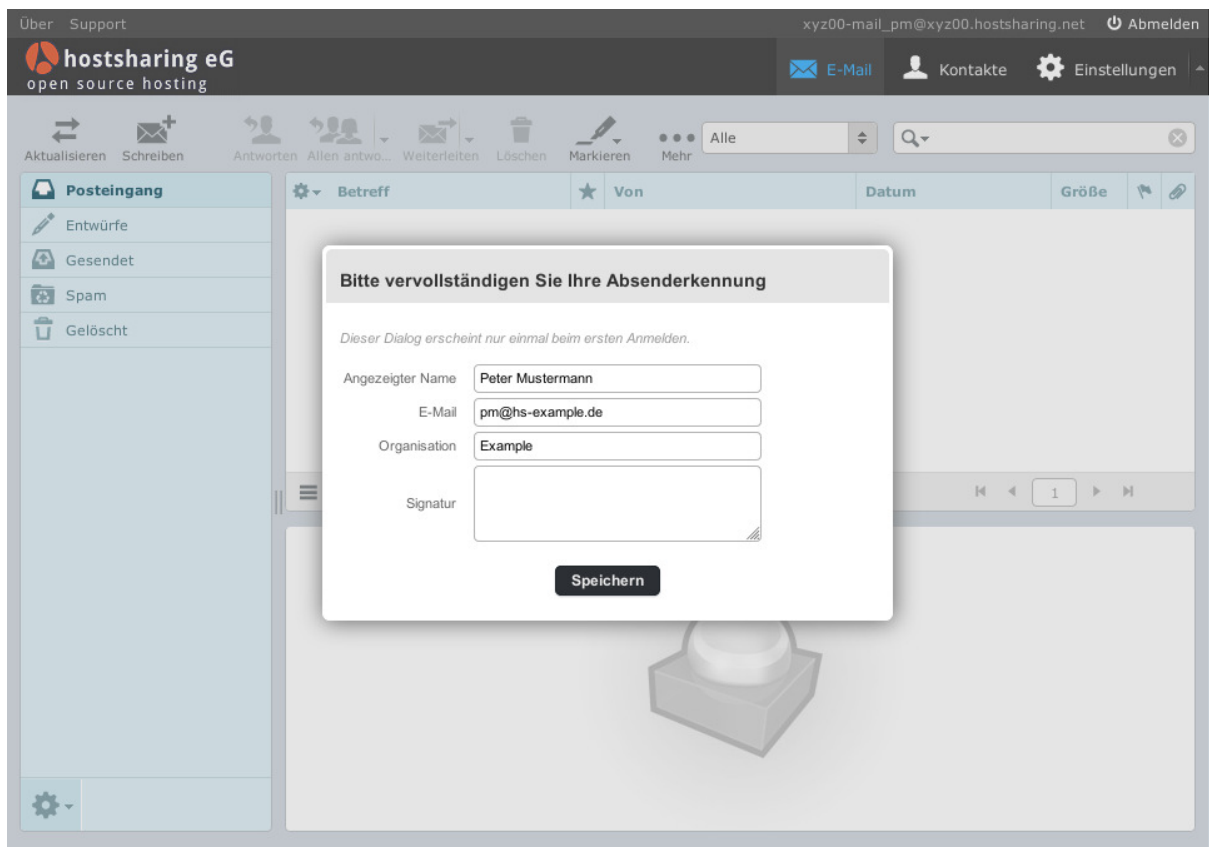 Über Support xyz00-mail_pm@xyz00.hostsharing.net Abmelden
hostsharing eG
open source hosting
E-Mail Kontakte Einstellungen
Aktualisieren Schreiben Antworten Allen antwo... Weiterleiten Löschen Markieren Mehr Alle
Posteingang
Entwürfe
Gesendet
Spam
Gelöscht
Betreff Von Datum Größe
Bitte vervollständigen Sie Ihre Absenderkennung
Dieser Dialog erscheint nur einmal beim ersten Anmelden.
Angezeigter Name Peter Mustermann
E-Mail pm@hs-example.de
Organisation Example
Signatur
Speichern
1